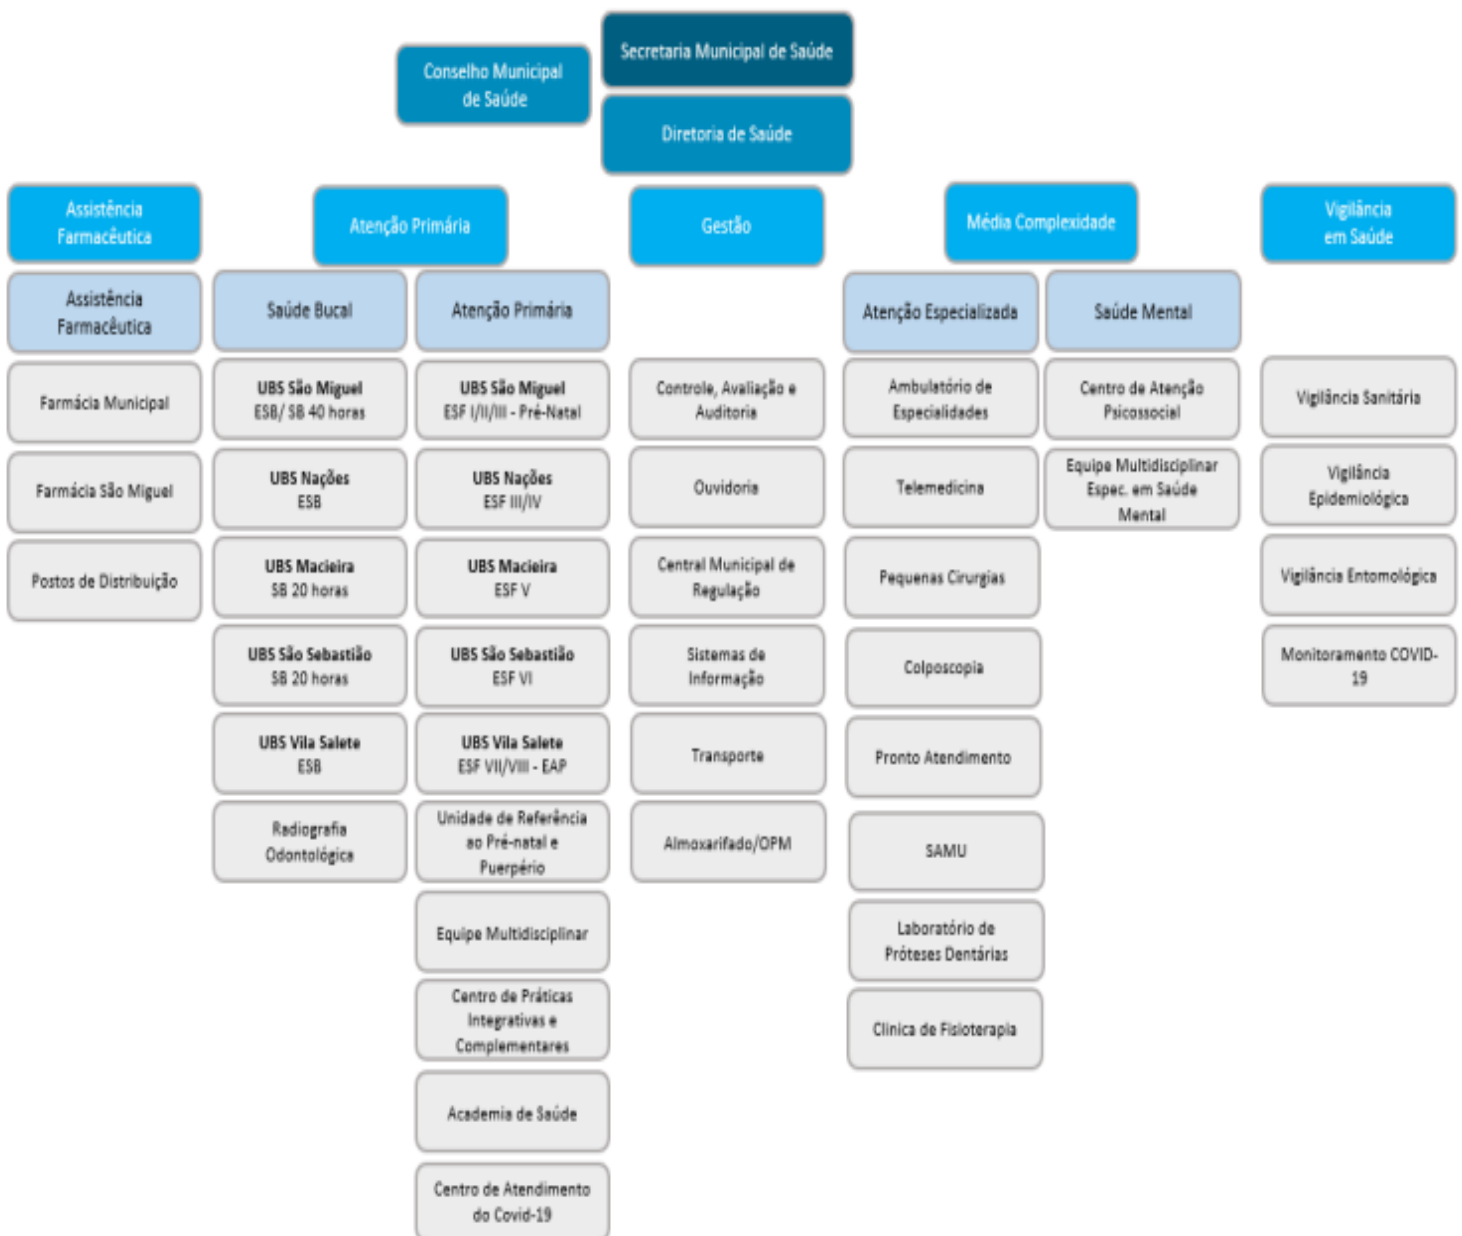 Secretaria Municipal de Saúde
Conselho Municipal
de Saúde
Diretoria de Saúde
Assistência
Farmacêutica
Atenção Primária
Gestão
Média Complexidade
Vigilância
em Saúde
Assistência
Farmacêutica
Saúde Bucal
Atenção Primária
Atenção Especializada
Saúde Mental
Farmácia Municipal
Farmácia São Miguel
Postos de Distribuição
UBS São Miguel
ESB/ SB 40 horas
UBS Nações
ESB
UBS Macieira
SB 20 horas
UBS São Sebastião
SB 20 horas
UBS Vila Salete
ESB
Radiografia
Odontológica
UBS São Miguel
ESF I/II/III - Pré-Natal
UBS Nações
ESF III/IV
UBS Macieira
ESF V
UBS São Sebastião
ESF VI
UBS Vila Salete
ESF VII/VIII - EAP
Unidade de Referência
ao Pré-natal e
Puerpério
Equipe Multidisciplinar
Centro de Práticas
Integrativas e
Complementares
Academia de Saúde
Centro de Atendimento
do Covid-19
Controle, Avaliação e
Auditoria
Ouvidoria
Central Municipal de
Regulação
Sistemas de
Informação
Transporte
Almoxarifado/OPM
Ambulatório de
Especialidades
Telemedicina
Pequenas Cirurgias
Colposcopia
Pronto Atendimento
SAMU
Laboratório de
Próteses Dentárias
Clinica de Fisioterapia
Centro de Atenção
Psicossocial
Equipe Multidisciplinar
Espec. em Saúde
Mental
Vigilância Sanitária
Vigilância
Epidemiológica
Vigilância Entomológica
Monitoramento COVID-
19